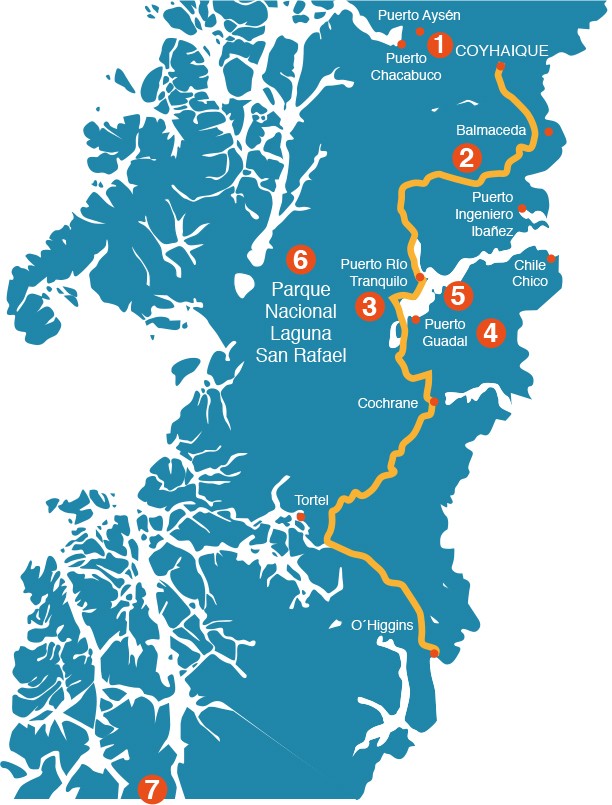 Puerto Aysén
1
COYHAIQUE
Puerto
Chacabuco
Balmaceda
2
Puerto
Ingeniero
Ibañez
6
Parque
Nacional
Laguna
San Rafael
Puerto RÍo
Tranquilo
Chile
Chico
5
3
Puerto
Guadal
4
Cochrane
Tortel
O´Higgins
7